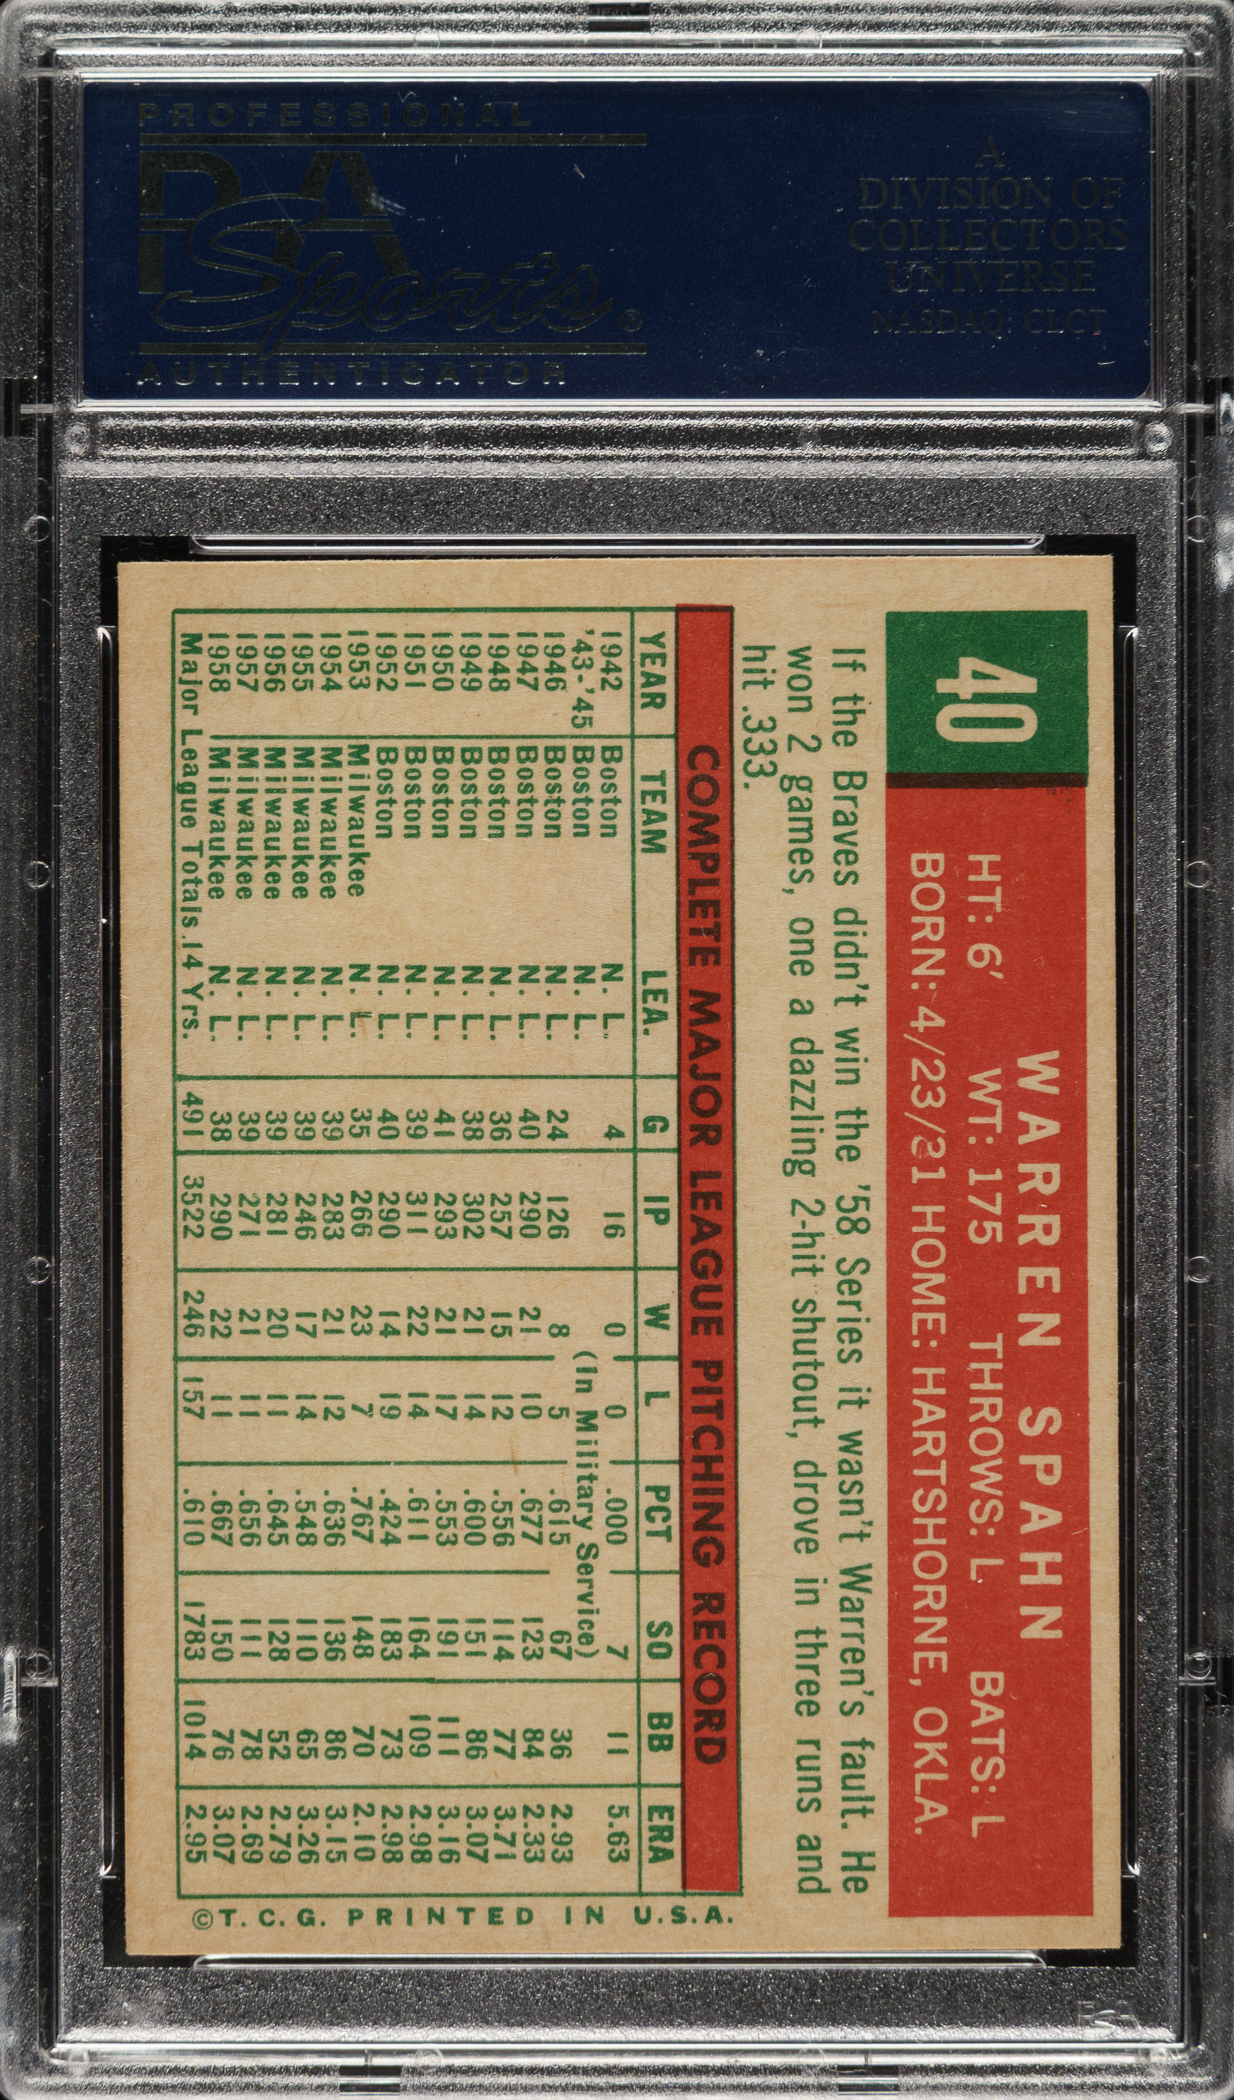 PROFESSIONAL
PSA
Sports®
AUTHENTICATOR
A
DIVISION OF
COLLECTORS
UNIVERSE
NASDAQ: CLCT
40
WARREN SPAHN
HT: 6' WT: 175 THROWS: L BATS: L
BORN: 4/23/21 HOME: HARTSHORNE, OKLA.
If the Braves didn't win the '58 Series it wasn't Warren's fault. He
won 2 games, one a dazzling 2-hit shutout, drove in three runs and
hit .333.
COMPLETE MAJOR LEAGUE PITCHING RECORD
YEAR TEAM LEA. G IP W L PCT SO BB ERA
1942 Boston N. L. 4 16 0 0 .000 7 11 5.63
'43-'45 Boston N. L. (In Military Service)
1946 Boston N. L. 24 126 8 5 .615 67 36 2.93
1947 Boston N. L. 40 290 21 10 .677 123 84 2.33
1948 Boston N. L. 36 257 15 12 .556 114 77 3.71
1949 Boston N. L. 38 302 21 14 .600 151 86 3.07
1950 Boston N. L. 41 293 21 17 .553 191 111 3.16
1951 Boston N. L. 39 311 22 14 .611 164 109 2.98
1952 Boston N. L. 40 290 14 19 .424 183 73 2.98
1953 Milwaukee N. L. 35 266 23 7 .767 148 70 2.10
1954 Milwaukee N. L. 39 283 21 12 .636 136 86 3.15
1955 Milwaukee N. L. 39 246 17 14 .548 110 65 3.26
1956 Milwaukee N. L. 39 281 20 11 .645 128 52 2.79
1957 Milwaukee N. L. 39 271 21 11 .656 111 78 2.69
1958 Milwaukee N. L. 38 290 22 11 .667 150 76 3.07
Major League Totals. 14 Yrs. 491 3522 246 157 .610 1783 1014 2.95
©T. C. G. PRINTED IN U.S.A.